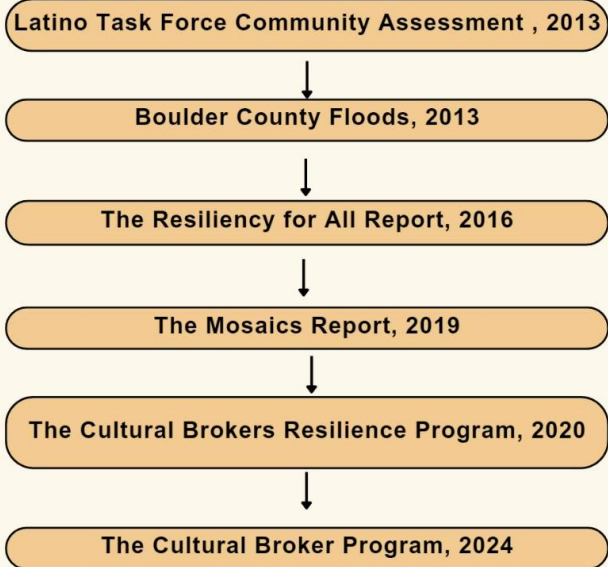 Latino Task Force Community Assessment , 2013
Boulder County Floods, 2013
The Resiliency for All Report, 2016
The Mosaics Report, 2019
The Cultural Brokers Resilience Program, 2020
The Cultural Broker Program, 2024